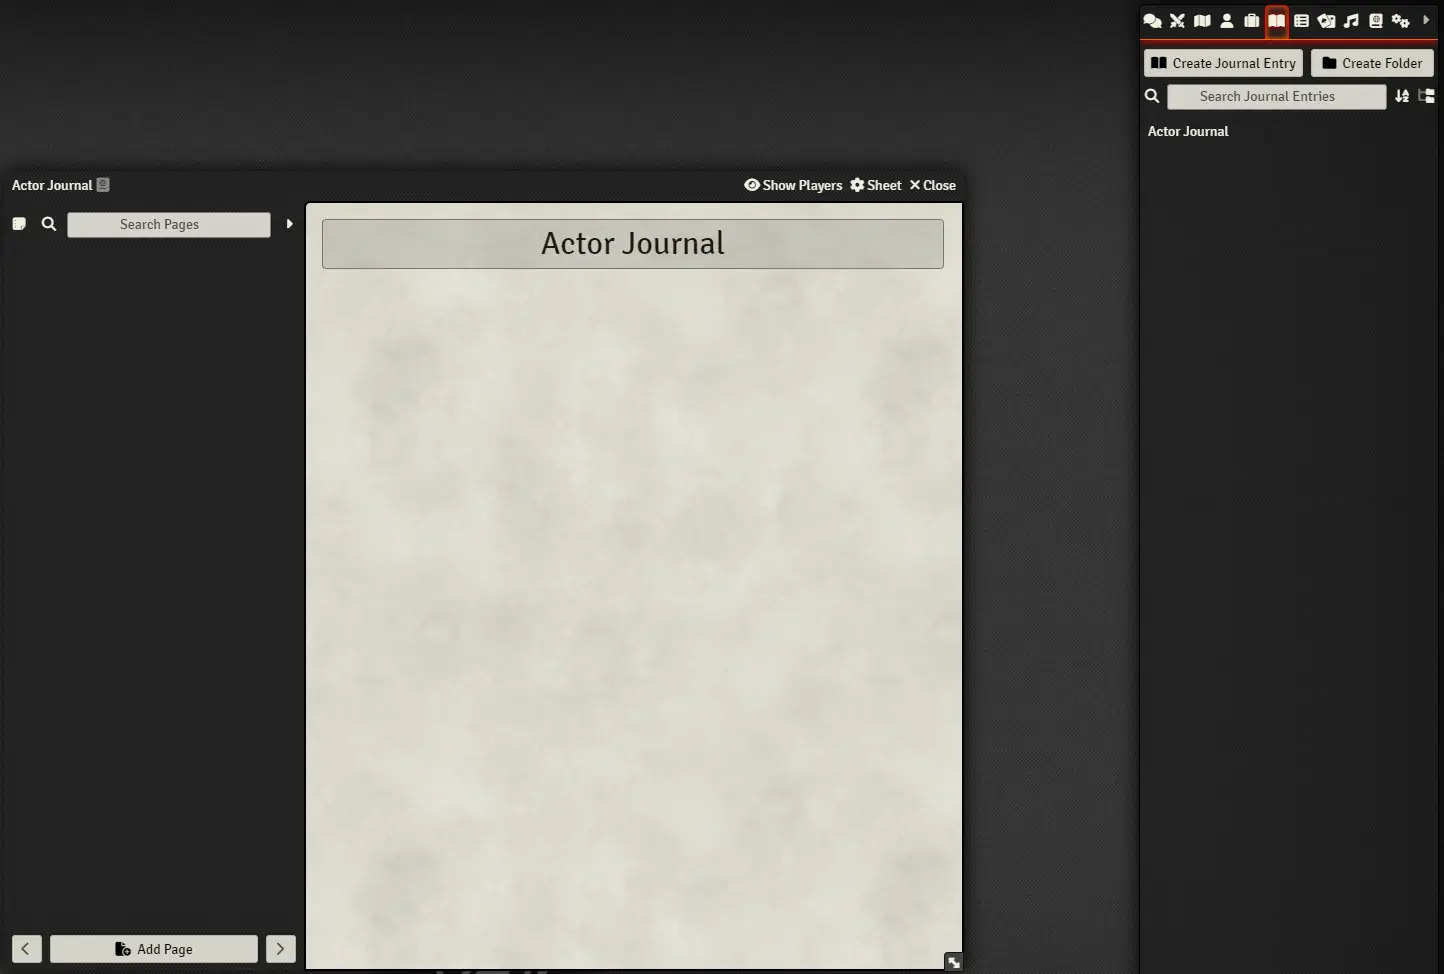 Create Journal Entry
Create Folder
Search Journal Entries
Actor Journal
Actor Journal
Show Players
Sheet
Close
Search Pages
Actor Journal
Add Page